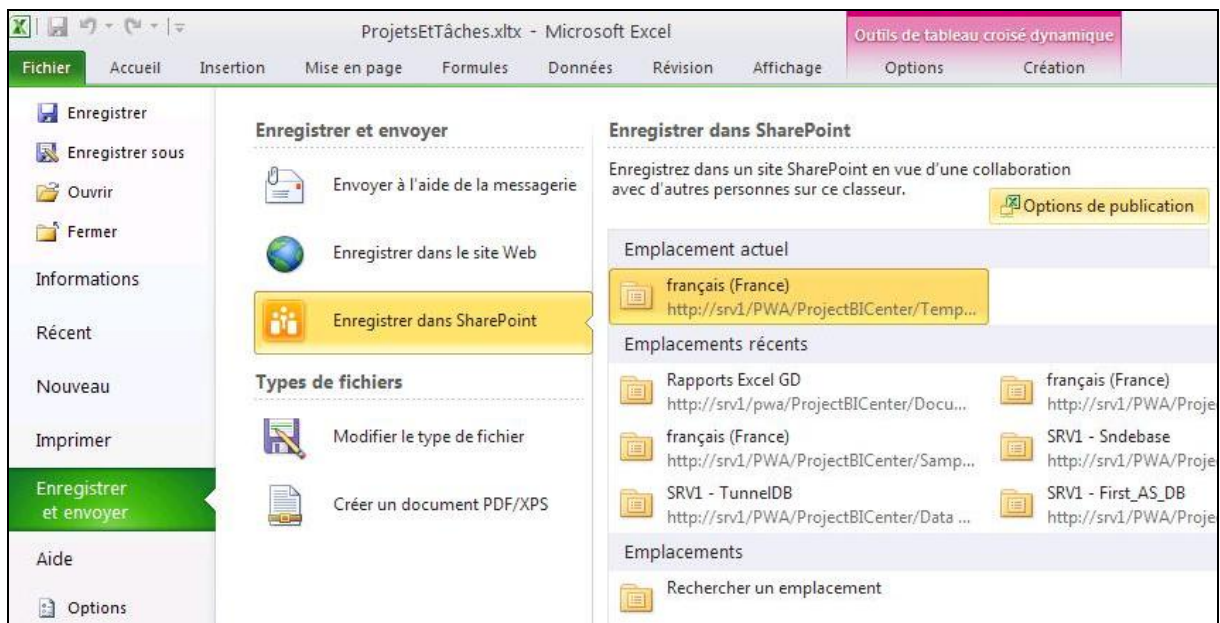 ProjetsEtTâches.xltx - Microsoft Excel
Outils de tableau croisé dynamique
Fichier Accueil Insertion Mise en page Formules Données Révision Affichage Options Création
Enregistrer
Enregistrer sous
Ouvrir
Fermer
Informations
Récent
Nouveau
Imprimer
Enregistrer
et envoyer
Aide
Options
Enregistrer et envoyer
Envoyer à l'aide de la messagerie
Enregistrer dans le site Web
Enregistrer dans SharePoint
Types de fichiers
Modifier le type de fichier
Créer un document PDF/XPS
Enregistrer dans SharePoint
Enregistrez dans un site SharePoint en vue d'une collaboration
avec d'autres personnes sur ce classeur.
Options de publication
Emplacement actuel
français (France)
http://srv1/PWA/ProjectBICenter/Temp...
Emplacements récents
Rapports Excel GD
http://srv1/pwa/ProjectBICenter/Docu...
français (France)
http://srv1/PWA/Proje
français (France)
http://srv1/PWA/ProjectBICenter/Samp...
SRV1 - Sndebase
http://srv1/PWA/Proje
SRV1 - TunnelDB
http://srv1/PWA/ProjectBICenter/Data ...
SRV1 - First_AS_DB
http://srv1/PWA/Proje
Emplacements
Rechercher un emplacement